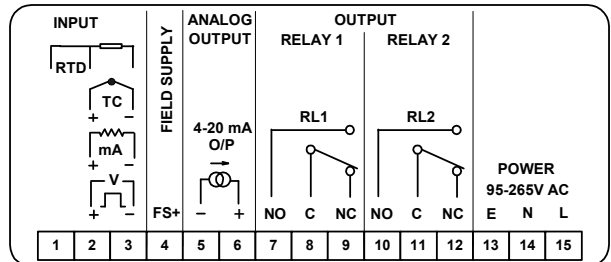 INPUT
RTD
TC
+ −
mA
V
+ −
FIELD SUPPLY
FS+
ANALOG
OUTPUT
4-20 mA
O/P
− +
OUTPUT
RELAY 1 RELAY 2
RL1 RL2
NO C NC NO C NC
POWER
95-265V AC
E N L
1 2 3 4 5 6 7 8 9 10 11 12 13 14 15